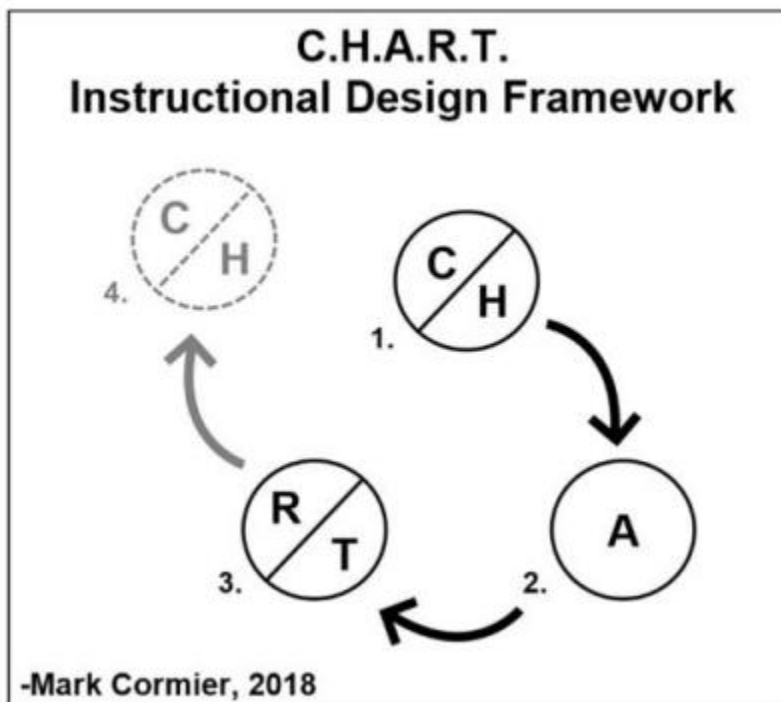 C.H.A.R.T.
Instructional Design Framework
C
H
1.
A
2.
R
T
3.
C
H
4.
-Mark Cormier, 2018